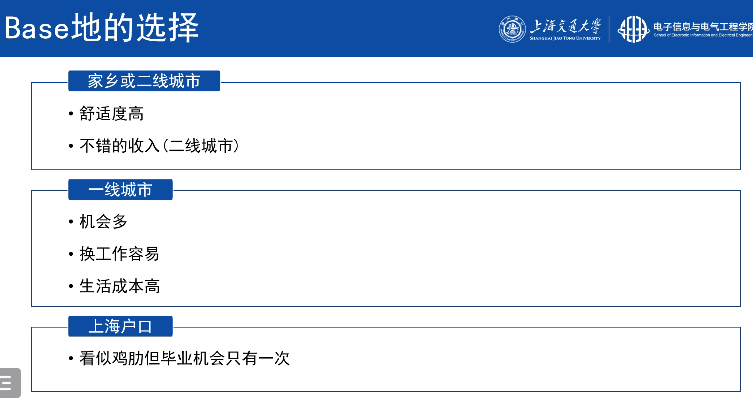 Base地的选择
上海交通大学
SHANGHAI JIAO TONG UNIVERSITY
电子信息与电气工程学院
School of Electronic Information and Electrical Engineer
家乡或二线城市
• 舒适度高
• 不错的收入(二线城市)
一线城市
• 机会多
• 换工作容易
• 生活成本高
上海户口
• 看似鸡肋但毕业机会只有一次